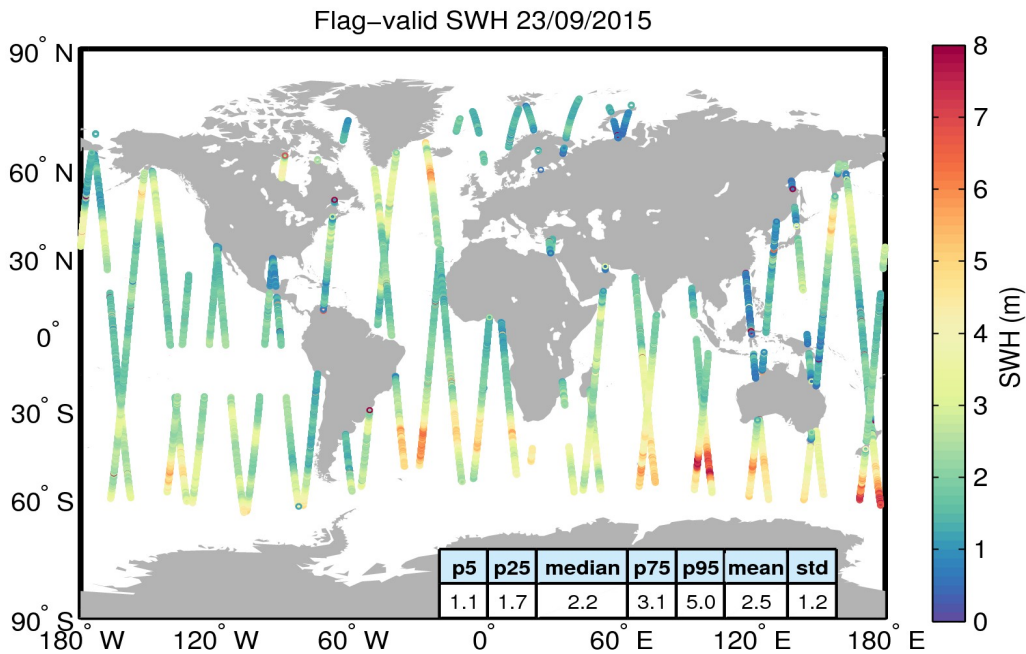 Flag−valid SWH 23/09/2015
90° N
60° N
30° N
0°
30° S
60° S
90° S
180° W
120° W
60° W
0°
60° E
120° E
180° E
p5 p25 median p75 p95 mean std
1.1 1.7 2.2 3.1 5.0 2.5 1.2
8
7
6
5
4
3
2
1
0
SWH (m)